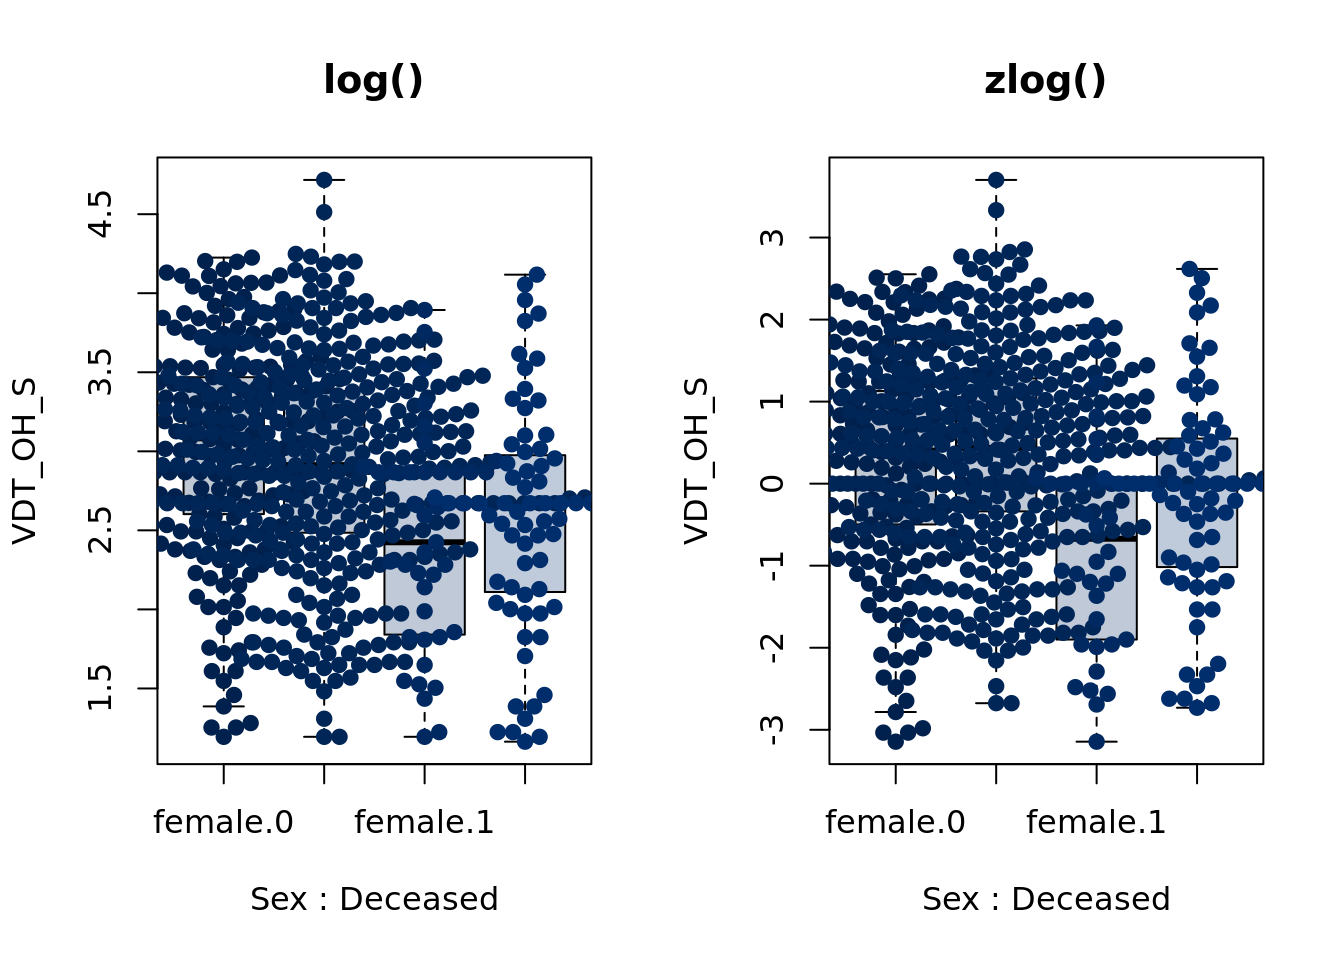 log()
VDT_OH_S
4.5
3.5
2.5
1.5
female.0
female.1
Sex : Deceased
zlog()
VDT_OH_S
3
2
1
0
-1
-2
-3
female.0
female.1
Sex : Deceased